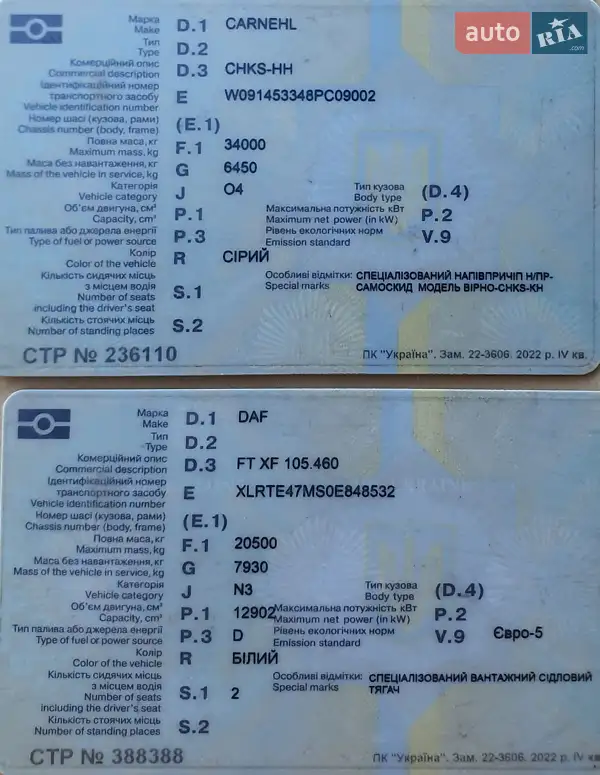 auto RIA .com
Марка
Make D.1 CARNEHL
Тип
Type D.2
Комерційний опис
Commercial description D.3 CHKS-HH
Ідентифікаційний номер
транспортного засобу
Vehicle identification number E W091453348PC09002
Номер шасі (кузова, рами)
Chassis number (body, frame) (E.1)
Повна маса, кг
Maximum mass, kg F.1 34000
Маса без навантаження, кг
Mass of the vehicle in service, kg G 6450
Категорія
Vehicle category J O4 Тип кузова
Body type (D.4)
Об'єм двигуна, см³
Capacity, cm³ P.1 Максимальна потужність кВт
Maximum net power (in kW) P.2
Тип палива або джерела енергії
Type of fuel or power source P.3 Рівень екологічних норм
Emission standard V.9
Колір
Color of the vehicle R СІРИЙ
Кількість сидячих місць
з місцем водія
Number of seats
including the driver's seat S.1
Особливі відмітки: СПЕЦІАЛІЗОВАНИЙ НАПІВПРИЧІП Н/ПР-
Special marks САМОСКИД МОДЕЛЬ ВІРНО-CHKS-KH
Кількість стоячих місць
Number of standing places S.2
СТР № 236110
ПК "Україна". Зам. 22-3606. 2022 р. IV кв.
Марка
Make D.1 DAF
Тип
Type D.2
Комерційний опис
Commercial description D.3 FT XF 105.460
Ідентифікаційний номер
транспортного засобу
Vehicle identification number E XLRTE47MS0E848532
Номер шасі (кузова, рами)
Chassis number (body, frame) (E.1)
Повна маса, кг
Maximum mass, kg F.1 20500
Маса без навантаження, кг
Mass of the vehicle in service, kg G 7930
Категорія
Vehicle category J N3 Тип кузова
Body type (D.4)
Об'єм двигуна, см³
Capacity, cm³ P.1 12902 Максимальна потужність кВт
Maximum net power (in kW) P.2
Тип палива або джерела енергії
Type of fuel or power source P.3 D Рівень екологічних норм
Emission standard V.9 Євро-5
Колір
Color of the vehicle R БІЛИЙ
Кількість сидячих місць
з місцем водія
Number of seats
including the driver's seat S.1 2
Особливі відмітки: СПЕЦІАЛІЗОВАНИЙ ВАНТАЖНИЙ СІДЛОВИЙ
Special marks ТЯГАЧ
Кількість стоячих місць
Number of standing places S.2
СТР № 388388
ПК "Україна". Зам. 22-3606. 2022 р. IV кв